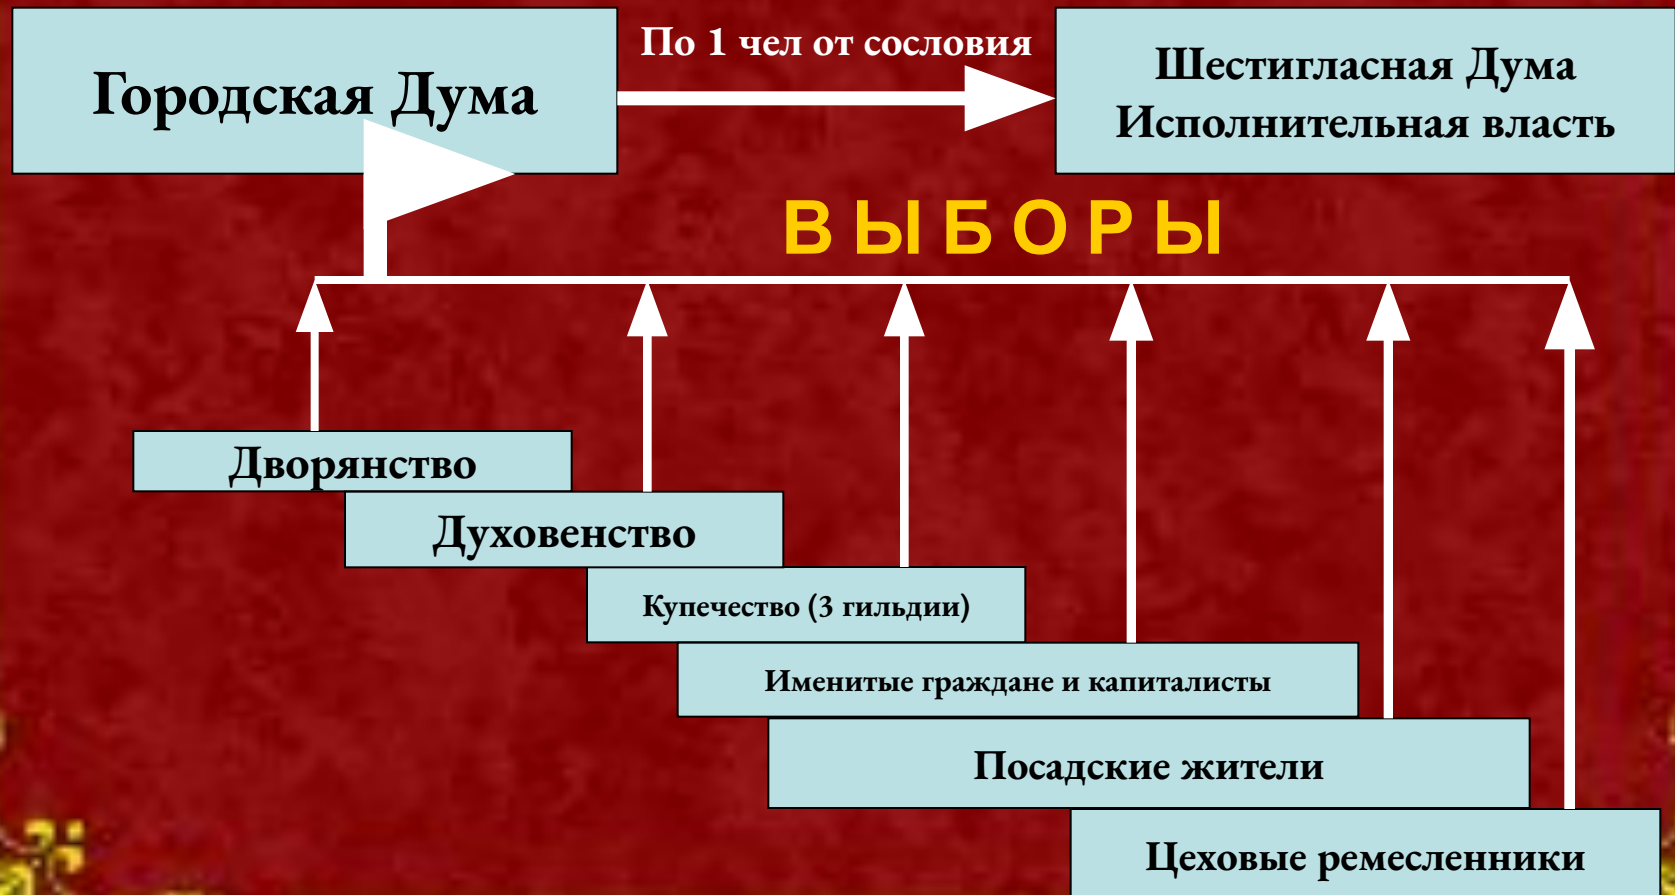 Городская Дума
По 1 чел от сословия
Шестигласная Дума
Исполнительная власть
ВЫБОРЫ
Дворянство
Духовенство
Купечество (3 гильдии)
Именитые граждане и капиталисты
Посадские жители
Цеховые ремесленники